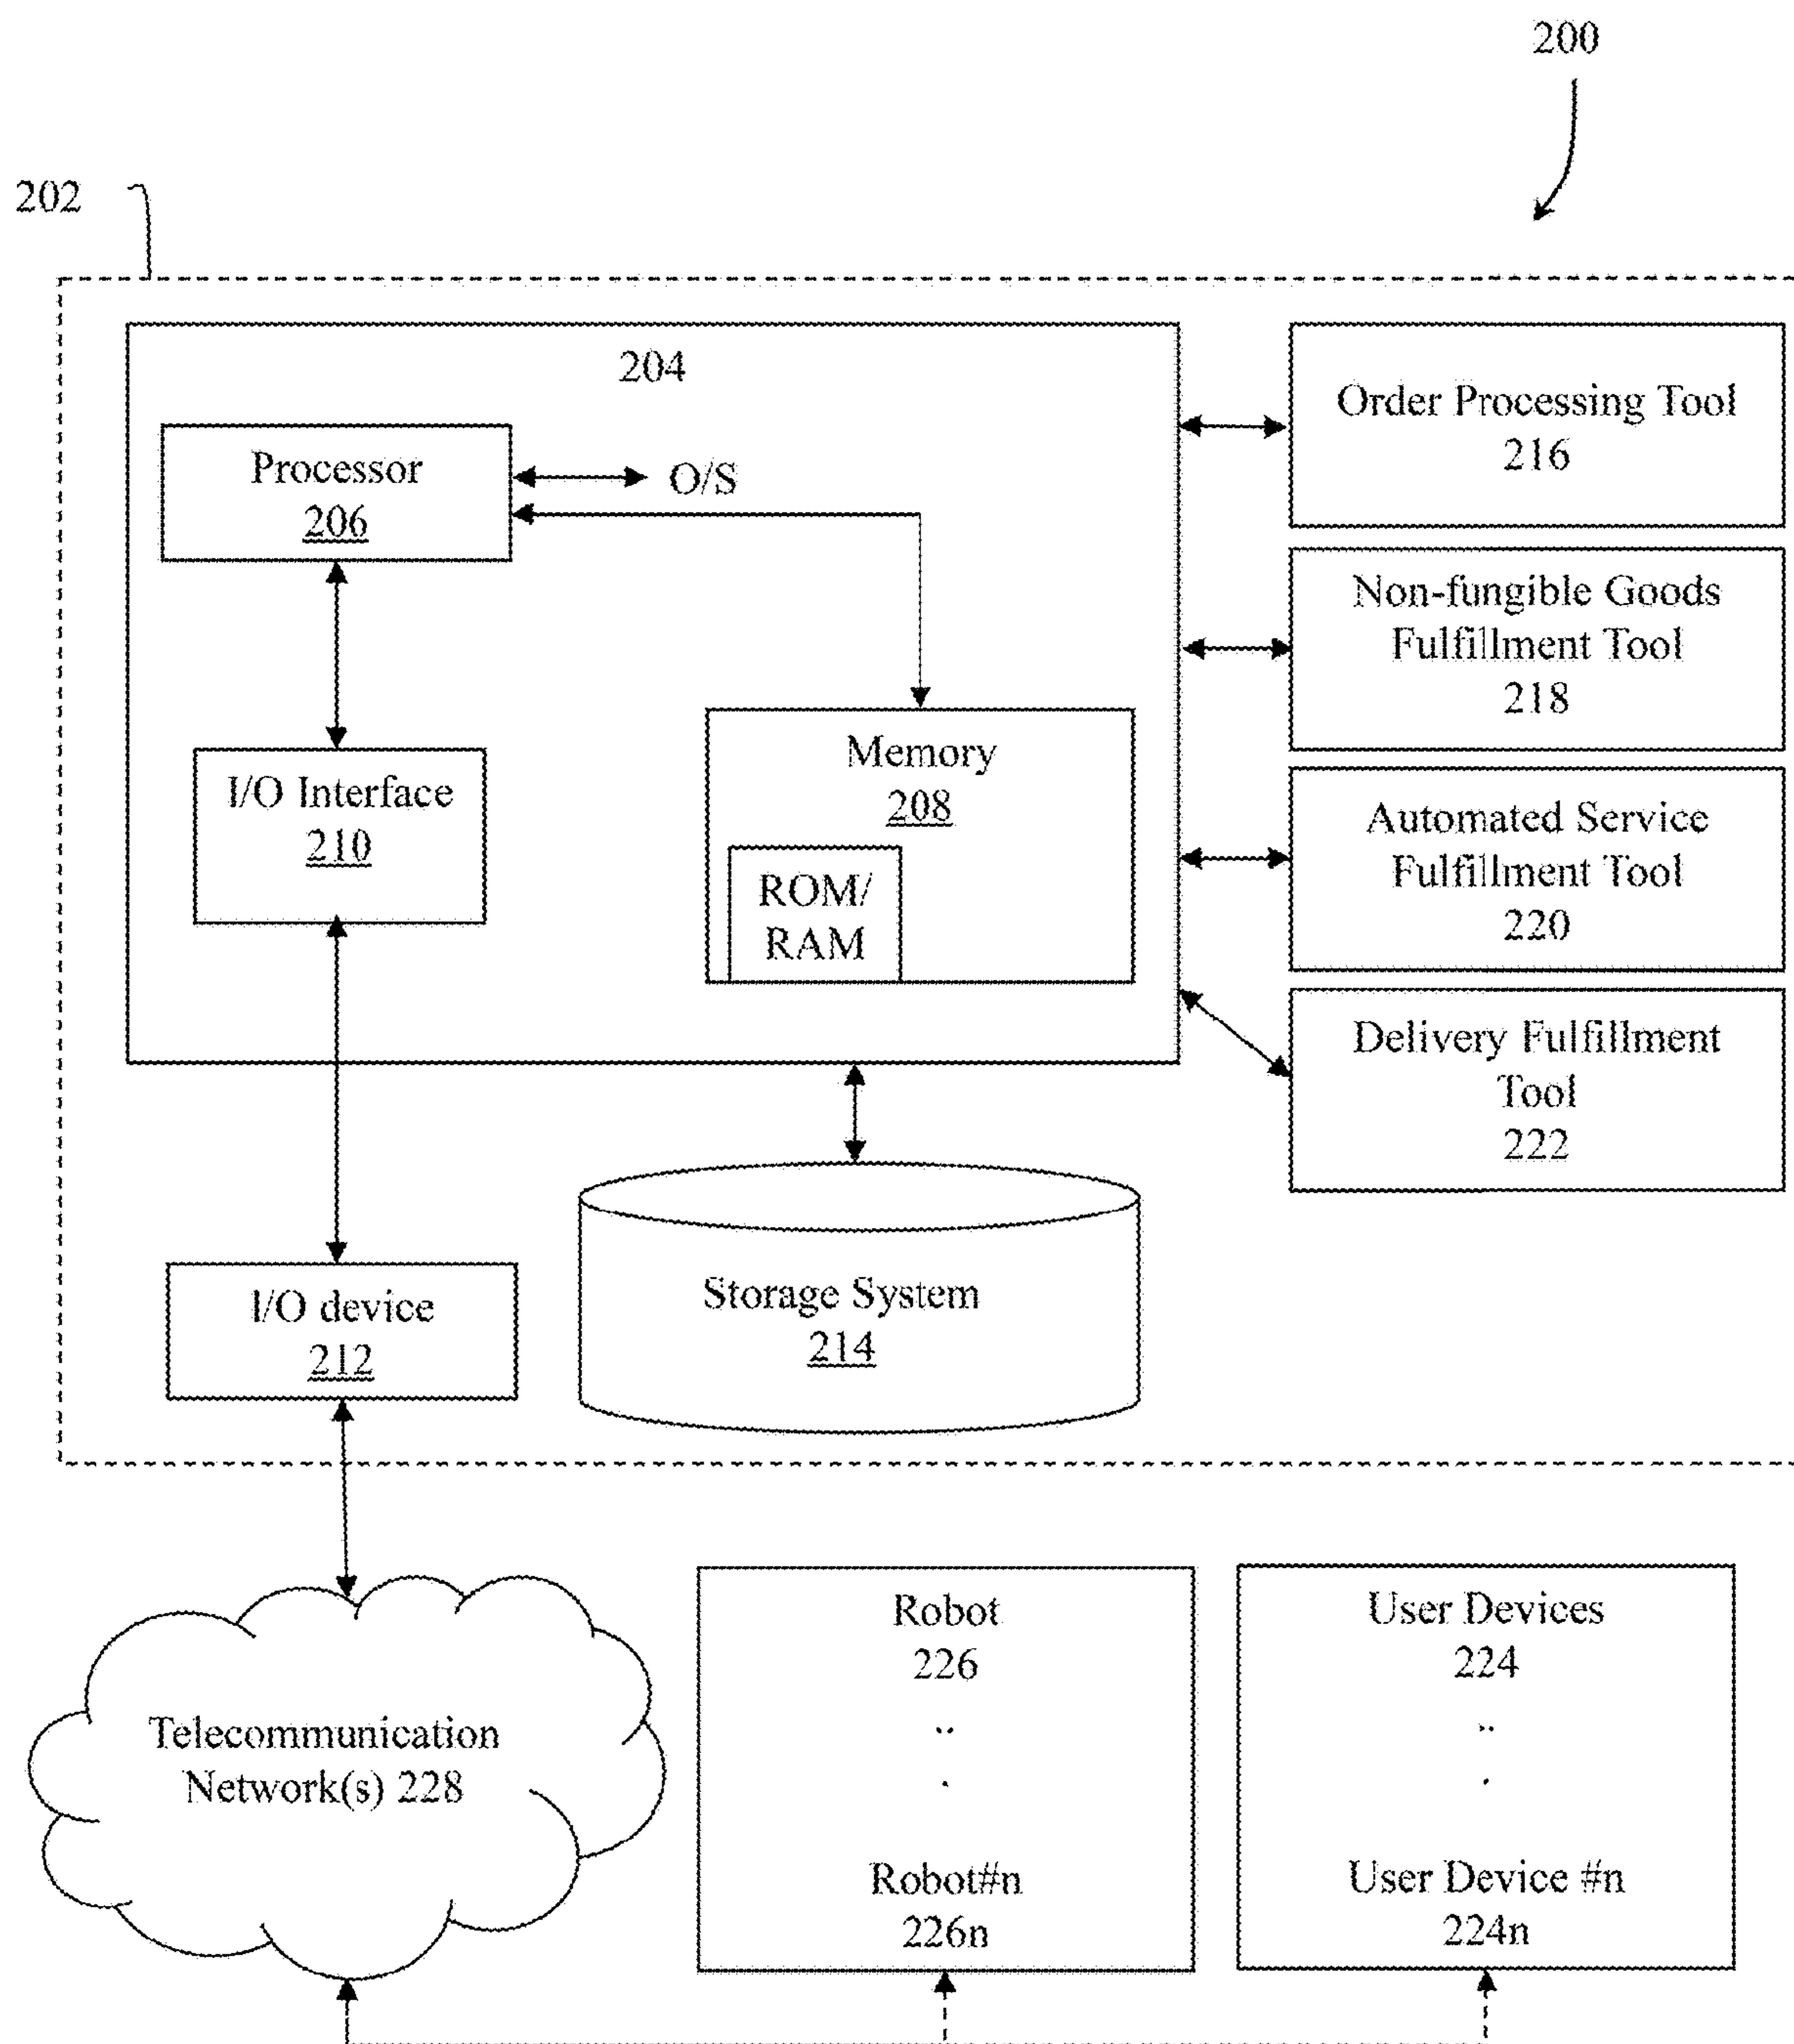 200
202
204
Processor
206
O/S
I/O Interface
210
Memory
208
ROM/
RAM
Order Processing Tool
216
Non-fungible Goods
Fulfillment Tool
218
Automated Service
Fulfillment Tool
220
Delivery Fulfillment
Tool
222
I/O device
212
Storage System
214
Telecommunication
Network(s) 228
Robot
226
Robot#n
226n
User Devices
224
User Device #n
224n